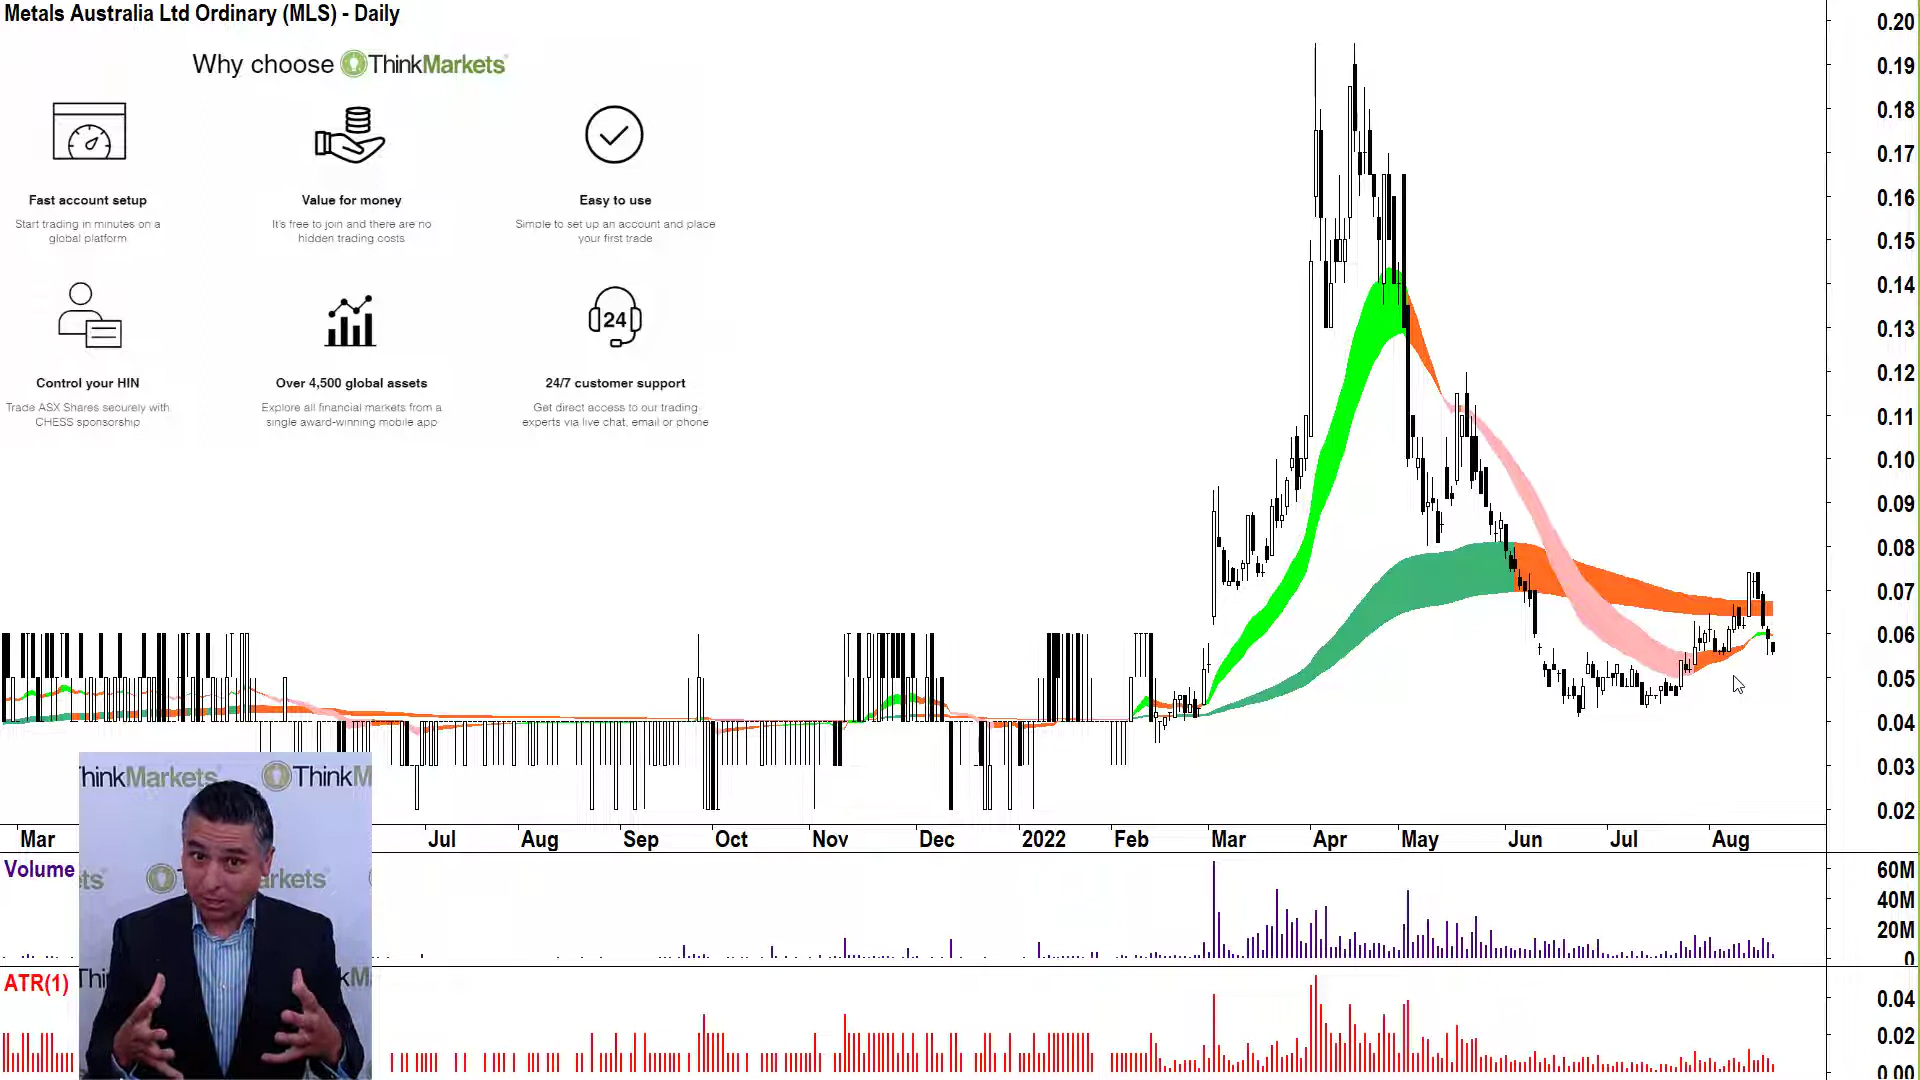 Metals Australia Ltd Ordinary (MLS) - Daily
Why choose ThinkMarkets
Fast account setup
Start trading in minutes on a
global platform
Value for money
It's free to join and there are no
hidden trading costs
Easy to use
Simple to set up an account and place
your first trade
Control your HIN
Trade ASX Shares securely with
CHESS sponsorship
Over 4,500 global assets
Explore all financial markets from a
single award-winning mobile app
24
24/7 customer support
Get direct access to our trading
experts via live chat, email or phone
0.20
0.19
0.18
0.17
0.16
0.15
0.14
0.13
0.12
0.11
0.10
0.09
0.08
0.07
0.06
0.05
0.04
0.03
0.02
Mar
Jul
Aug
Sep
Oct
Nov
Dec
2022
Feb
Mar
Apr
May
Jun
Jul
Aug
Volume
60M
40M
20M
0
ATR(1)
0.04
0.02
0.00
ThinkMarkets
ThinkM
ts
T
arkets
Thin
kM